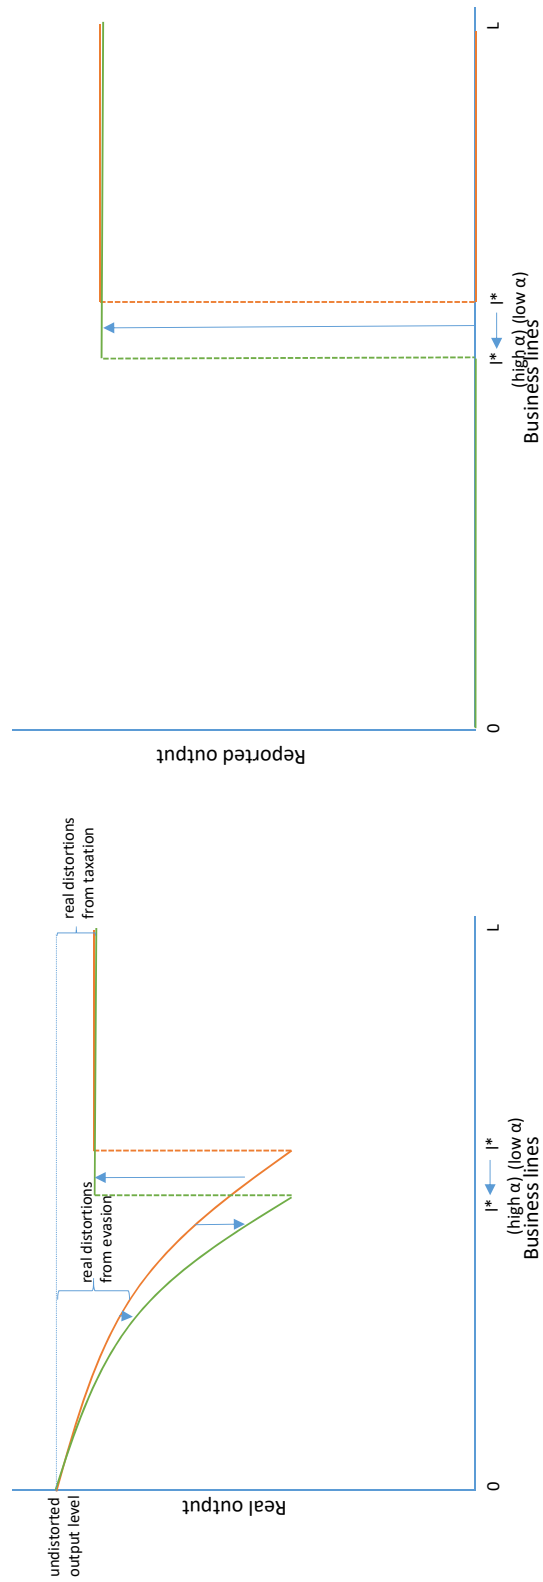 undistorted
output level
Real output
real distortions
from evasion
real distortions
from taxation
0
l*
l*
L
(high α) (low α)
Business lines
Reported output
0
l*
l*
L
(high α) (low α)
Business lines